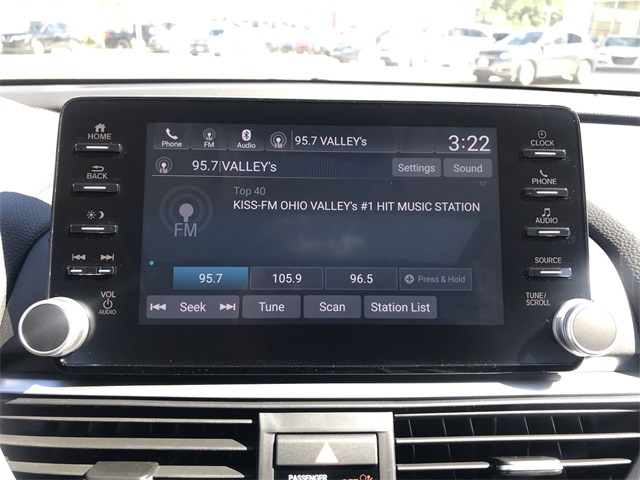 HOME
BACK
VOL
AUDIO
Phone
FM
Audio
95.7 VALLEY's
3:22
95.7|VALLEY's
Settings
Sound
Top 40
KISS-FM OHIO VALLEY's #1 HIT MUSIC STATION
FM
95.7
105.9
96.5
Press & Hold
Seek
Tune
Scan
Station List
CLOCK
PHONE
AUDIO
SOURCE
TUNE/
SCROLL
PASSENGER